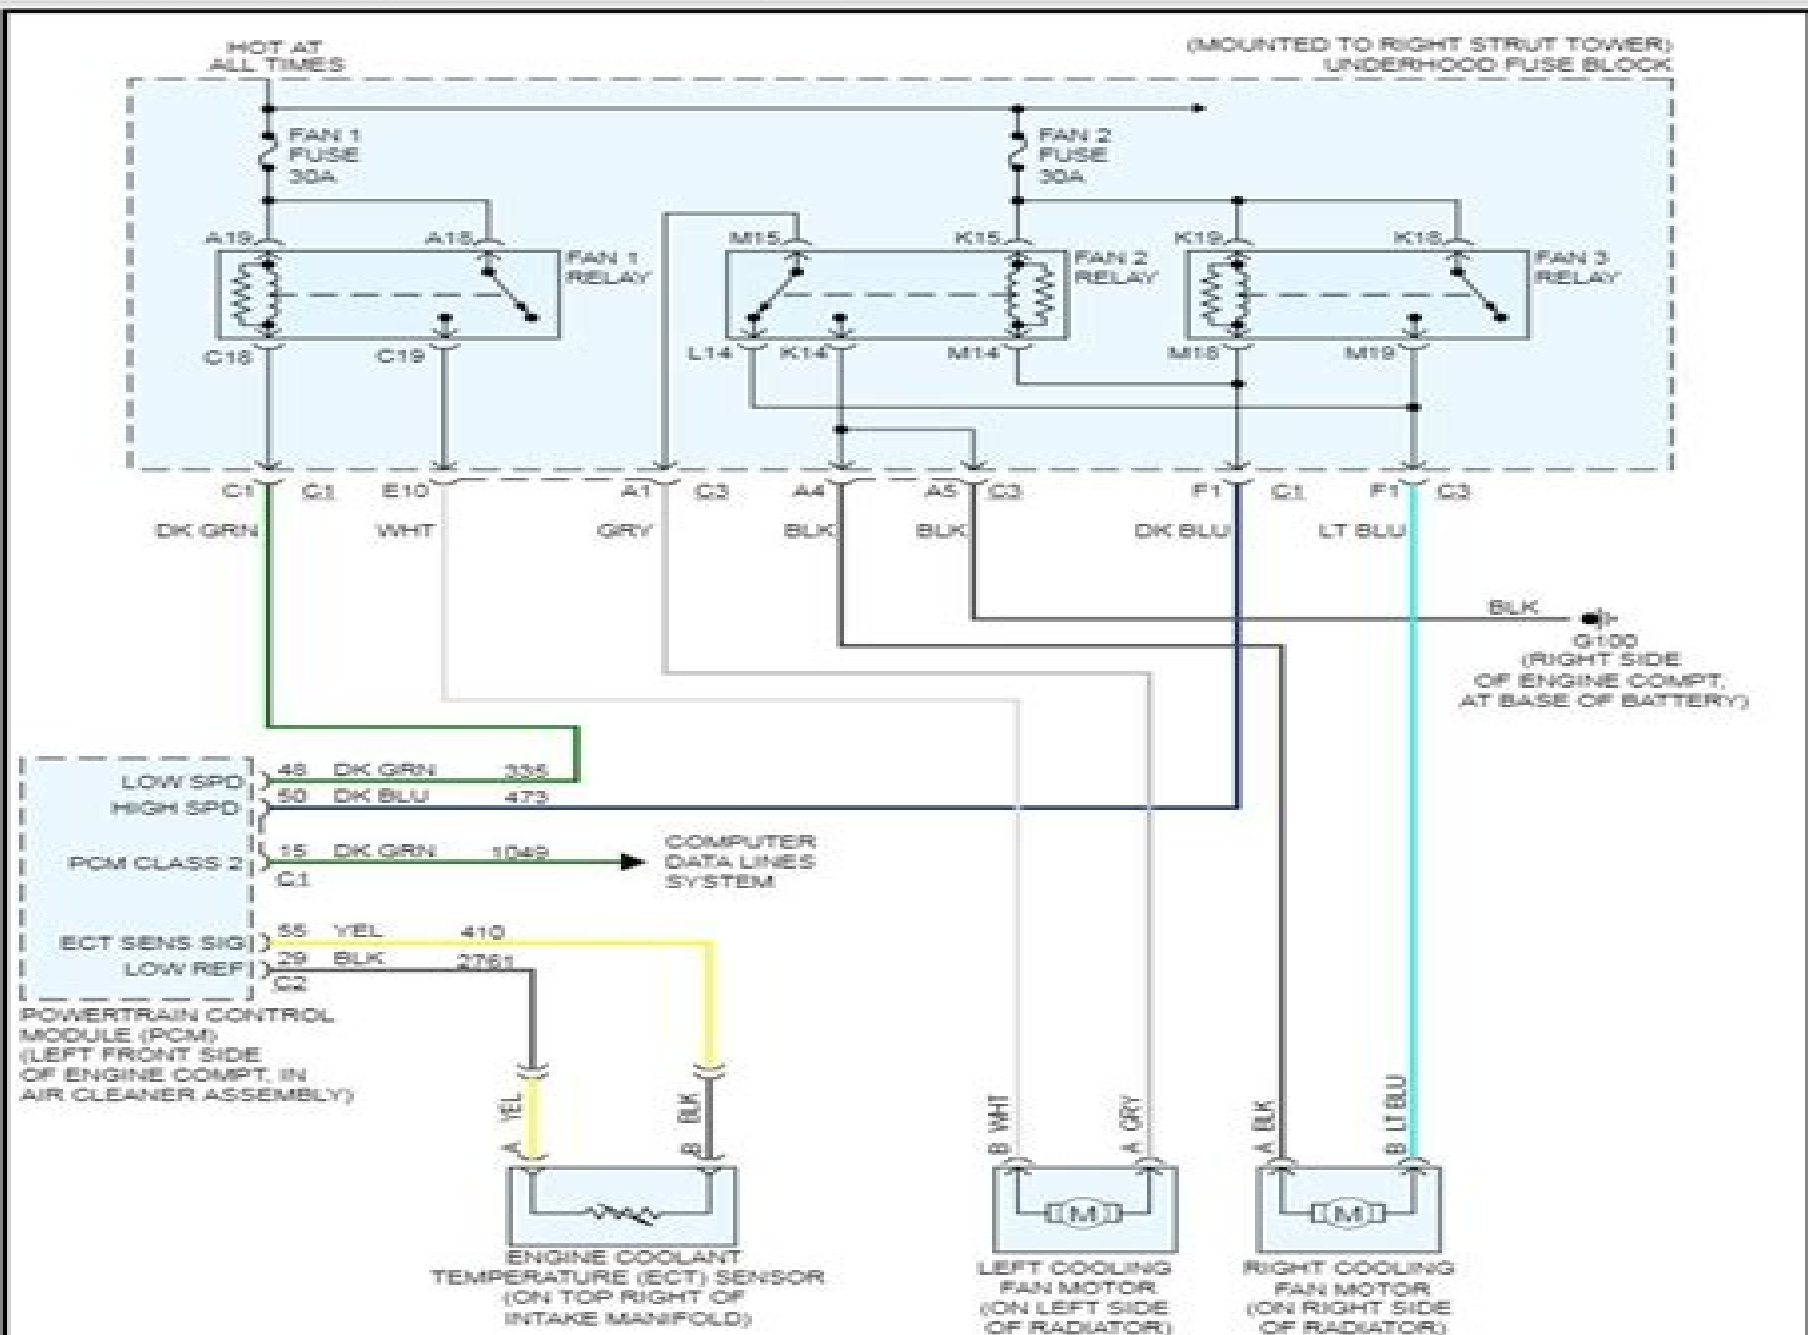 HOT AT
ALL TIMES
(MOUNTED TO RIGHT STRUT TOWER)
UNDERHOOD FUSE BLOCK
FAN 1
FUSE
30A
FAN 2
FUSE
30A
A19
A18
M15
K15
K19
K18
FAN 1
RELAY
FAN 2
RELAY
FAN 3
RELAY
C18
C19
L14
K14
M14
M18
M19
C1
C1
E10
A1
C3
A4
A5
C3
F1
C1
F1
C3
DK GRN
WHT
GRY
BLK
BLK
DK BLU
LT BLU
BLK
G100
(RIGHT SIDE
OF ENGINE COMPT,
AT BASE OF BATTERY)
LOW SPD
48 DK GRN 335
HIGH SPD
50 DK BLU 473
PCM CLASS 2
15 DK GRN 1049
C1
COMPUTER
DATA LINES
SYSTEM
ECT SENS SIG
55 YEL 410
LOW REF
29 BLK 2761
C2
POWERTRAIN CONTROL
MODULE (PCM)
(LEFT FRONT SIDE
OF ENGINE COMPT, IN
AIR CLEANER ASSEMBLY)
A YEL
B BLK
B WHT
A GRY
A BLK
B LT BLU
M
M
ENGINE COOLANT
TEMPERATURE (ECT) SENSOR
(ON TOP RIGHT OF
INTAKE MANIFOLD)
LEFT COOLING
FAN MOTOR
(ON LEFT SIDE
OF RADIATOR)
RIGHT COOLING
FAN MOTOR
(ON RIGHT SIDE
OF RADIATOR)